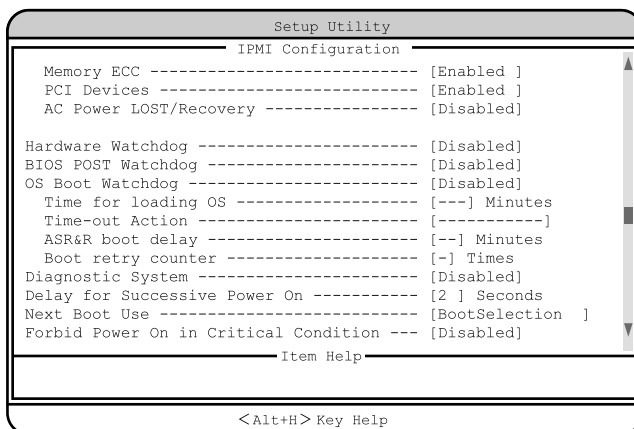 Setup Utility
IPMI Configuration
Memory ECC ---------------------------- [Enabled ]
PCI Devices --------------------------- [Enabled ]
AC Power LOST/Recovery ---------------- [Disabled]
Hardware Watchdog ----------------------- [Disabled]
BIOS POST Watchdog ---------------------- [Disabled]
OS Boot Watchdog ------------------------ [Disabled]
Time for loading OS ------------------- [---] Minutes
Time-out Action ----------------------- [-----------]
ASR&R boot delay ---------------------- [--] Minutes
Boot retry counter -------------------- [-] Times
Diagnostic System ----------------------- [Disabled]
Delay for Successive Power On ----------- [2 ] Seconds
Next Boot Use --------------------------- [BootSelection  ]
Forbid Power On in Critical Condition --- [Disabled]
Item Help
<Alt+H> Key Help